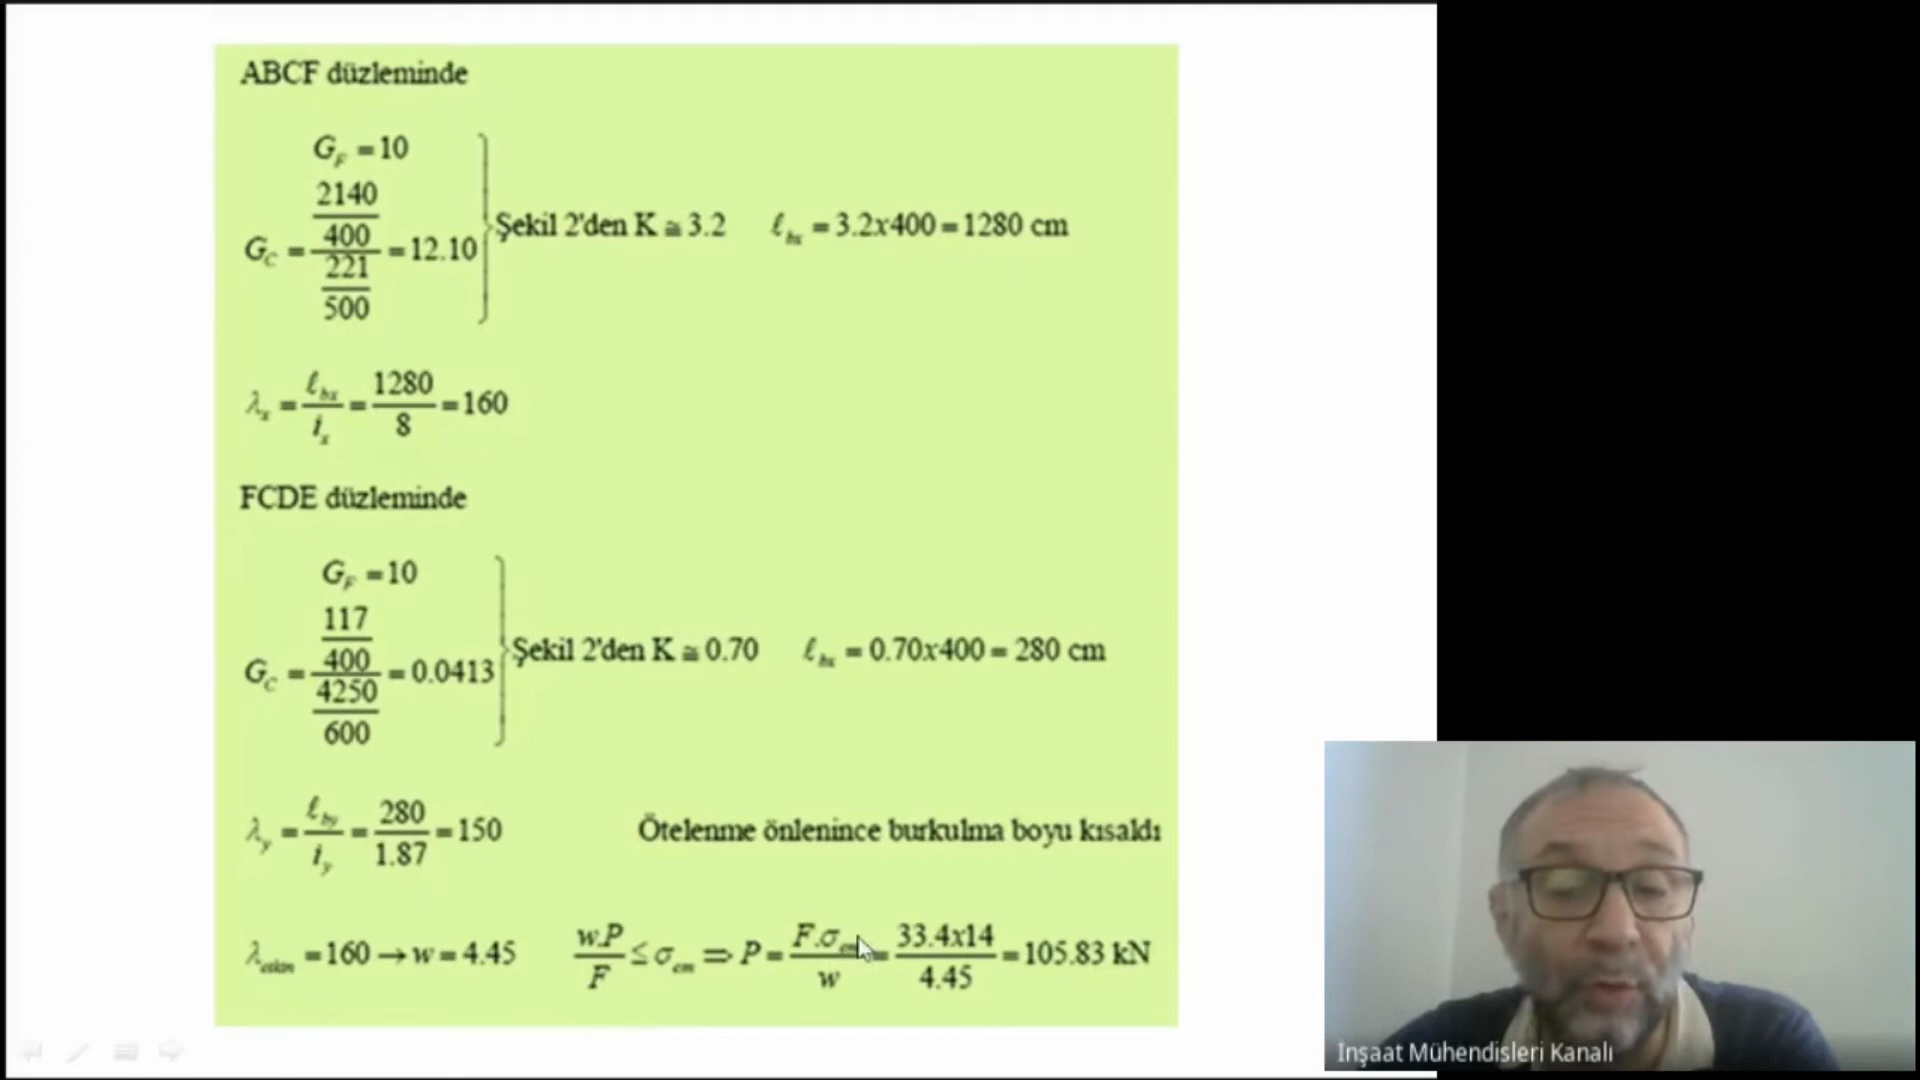 ABCF düzleminde
G_F = 10
G_C = (2140/400)/(221/500) = 12.10
Şekil 2'den K ≅ 3.2 ℓ_bx = 3.2x400 = 1280 cm
λ_x = ℓ_bx/i_x = 1280/8 = 160
FCDE düzleminde
G_F = 10
G_C = (117/400)/(4250/600) = 0.0413
Şekil 2'den K ≅ 0.70 ℓ_bx = 0.70x400 = 280 cm
λ_y = ℓ_by/i_y = 280/1.87 = 150 Ötelenme önlenince burkulma boyu kısaldı
λ_etkin = 160 → w = 4.45 w.P/F ≤ σ_em ⇒ P = F.σ_em/w = 33.4x14/4.45 = 105.83 kN
İnşaat Mühendisleri Kanalı